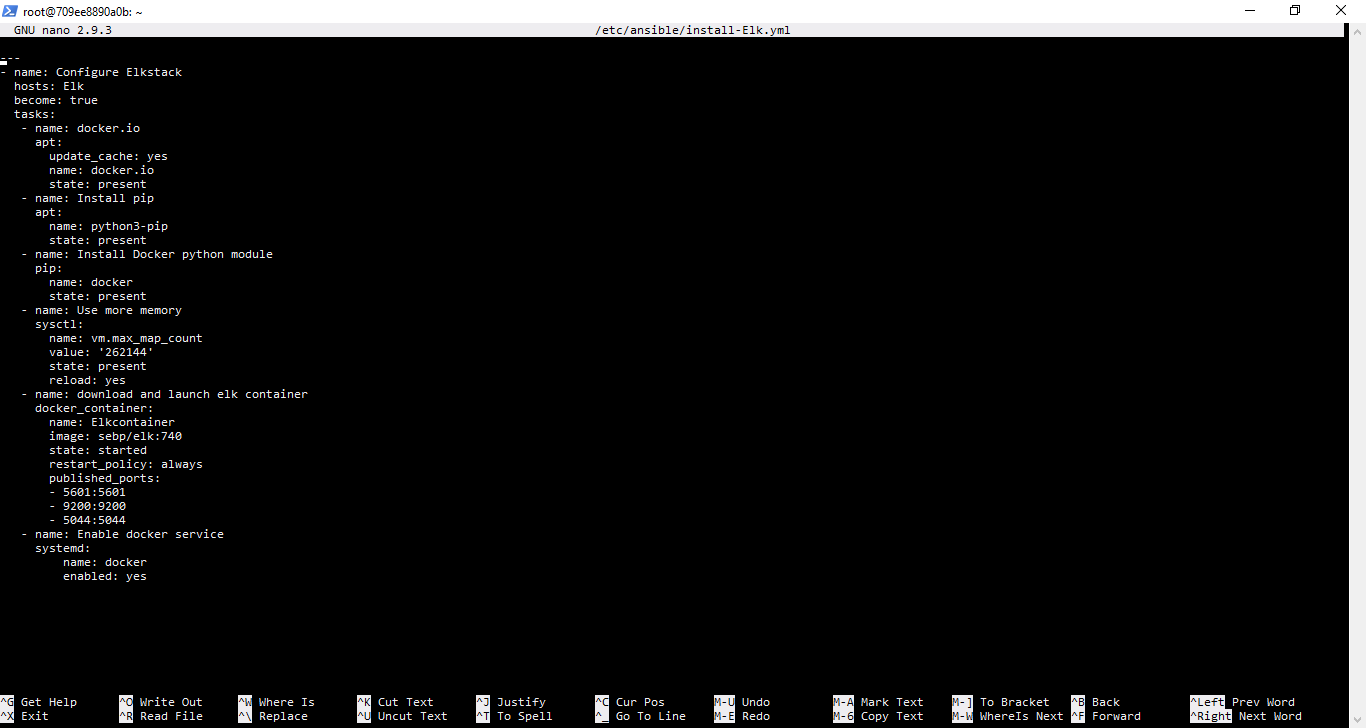 root@709ee8890a0b: ~
GNU nano 2.9.3 /etc/ansible/install-Elk.yml
---
- name: Configure Elkstack
  hosts: Elk
  become: true
  tasks:
   - name: docker.io
     apt:
       update_cache: yes
       name: docker.io
       state: present
   - name: Install pip
     apt:
       name: python3-pip
       state: present
   - name: Install Docker python module
     pip:
       name: docker
       state: present
   - name: Use more memory
     sysctl:
       name: vm.max_map_count
       value: '262144'
       state: present
       reload: yes
   - name: download and launch elk container
     docker_container:
       name: Elkcontainer
       image: sebp/elk:740
       state: started
       restart_policy: always
       published_ports:
       - 5601:5601
       - 9200:9200
       - 5044:5044
   - name: Enable docker service
     systemd:
         name: docker
         enabled: yes
^G Get Help ^O Write Out ^W Where Is ^K Cut Text ^J Justify ^C Cur Pos M-U Undo M-A Mark Text M-] To Bracket ^B Back ^Left Prev Word
^X Exit ^R Read File ^\ Replace ^U Uncut Text ^T To Spell ^_ Go To Line M-E Redo M-6 Copy Text M-W WhereIs Next ^F Forward ^Right Next Word